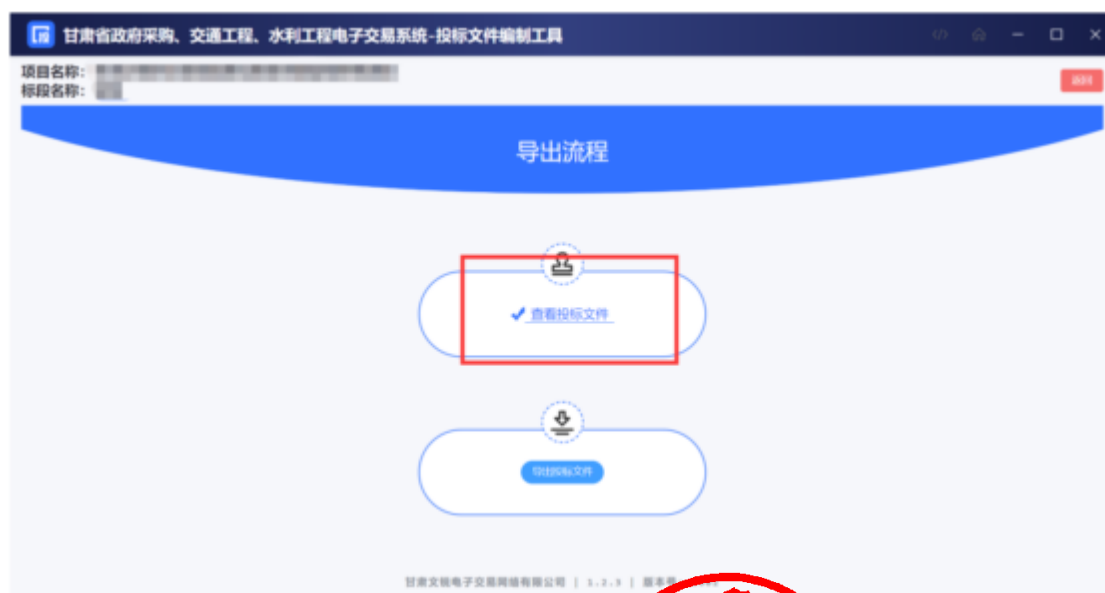 甘肃省政府采购、交通工程、水利工程电子交易系统-投标文件编制工具
项目名称：
标段名称：
返回
导出流程
查看投标文件
导出投标文件
甘肃文锐电子交易网络有限公司 | 1.2.3 | 版本号